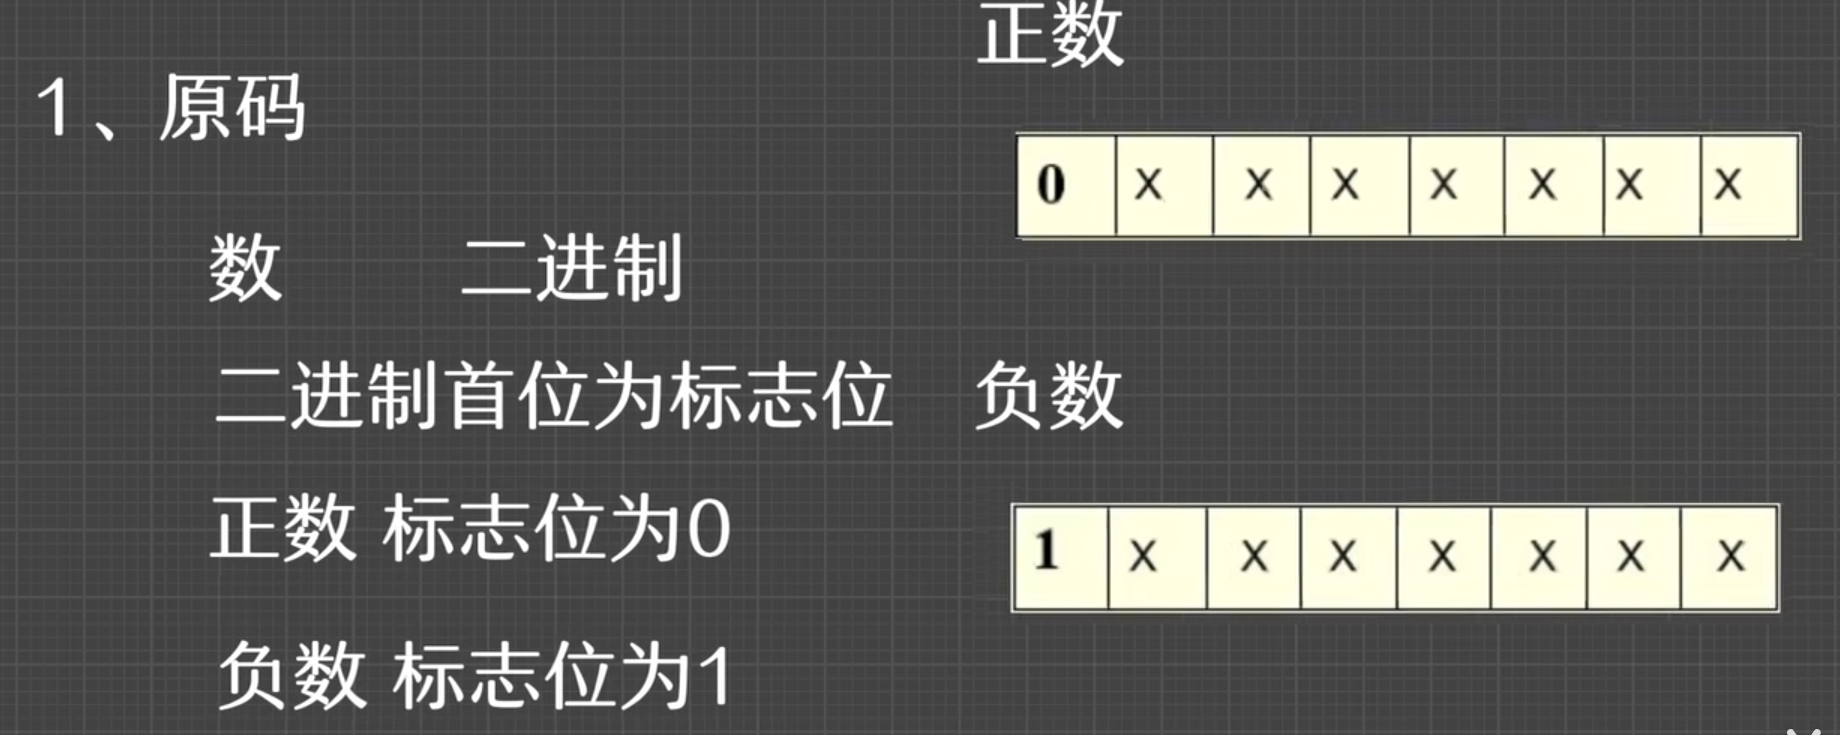 1、原码
数 二进制
二进制首位为标志位
正数 标志位为0
负数 标志位为1
正数
0 X X X X X X X
负数
1 X X X X X X X